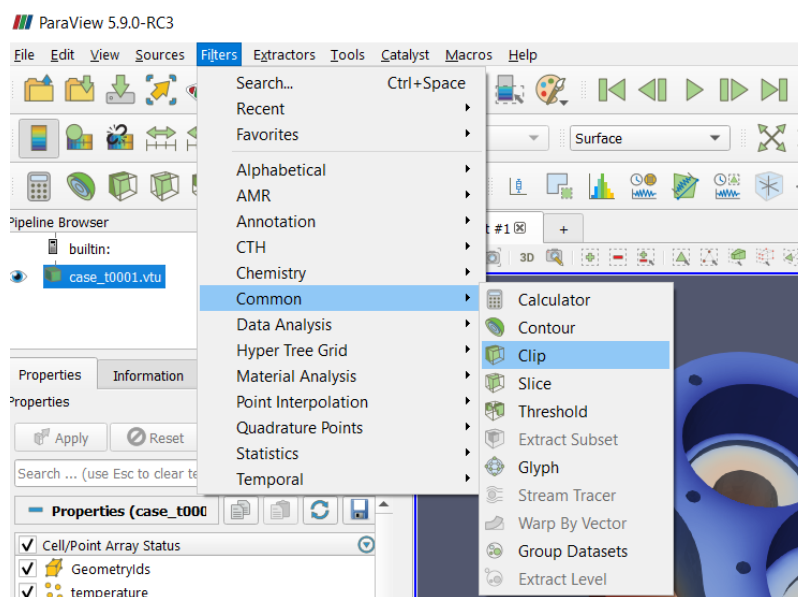 ParaView 5.9.0-RC3
File Edit View Sources Filters Extractors Tools Catalyst Macros Help
Search... Ctrl+Space
Recent
Favorites
Surface
Alphabetical
AMR
Annotation
CTH
Chemistry
Common
Data Analysis
Hyper Tree Grid
Material Analysis
Point Interpolation
Quadrature Points
Statistics
Temporal
Calculator
Contour
Clip
Slice
Threshold
Extract Subset
Glyph
Stream Tracer
Warp By Vector
Group Datasets
Extract Level
Pipeline Browser
builtin:
case_t0001.vtu
t #1
3D
Properties Information
Properties
Apply Reset
Search ... (use Esc to clear te
Properties (case_t000
Cell/Point Array Status
GeometryIds
temperature